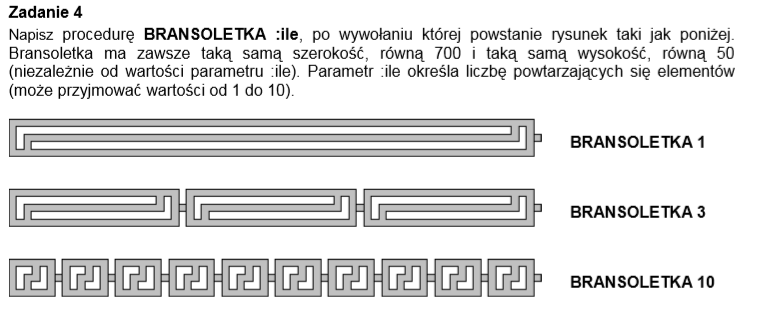 Zadanie 4
Napisz procedurę BRANSOLETKA :ile, po wywołaniu której powstanie rysunek taki jak poniżej.
Bransoletka ma zawsze taką samą szerokość, równą 700 i taką samą wysokość, równą 50
(niezależnie od wartości parametru :ile). Parametr :ile określa liczbę powtarzających się elementów
(może przyjmować wartości od 1 do 10).
BRANSOLETKA 1
BRANSOLETKA 3
BRANSOLETKA 10